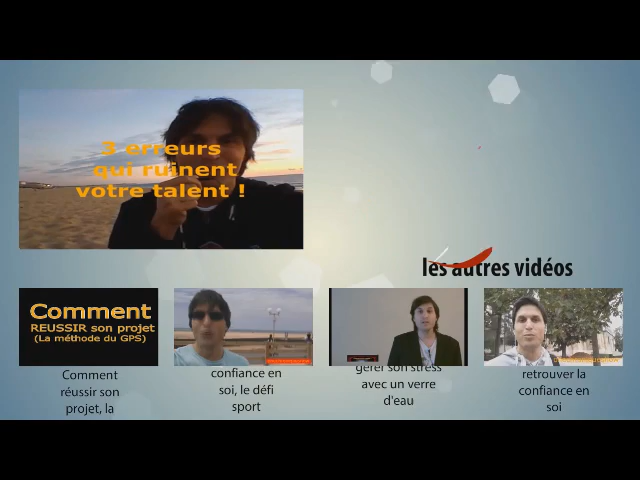 3 erreurs
qui ruinent
votre talent !
les autres vidéos
Comment
REUSSIR son projet
(La méthode du GPS)
Comment
réussir son
projet, la
confiance en
soi, le défi
sport
gérer son stress
avec un verre
d'eau
retrouver la
confiance en
soi